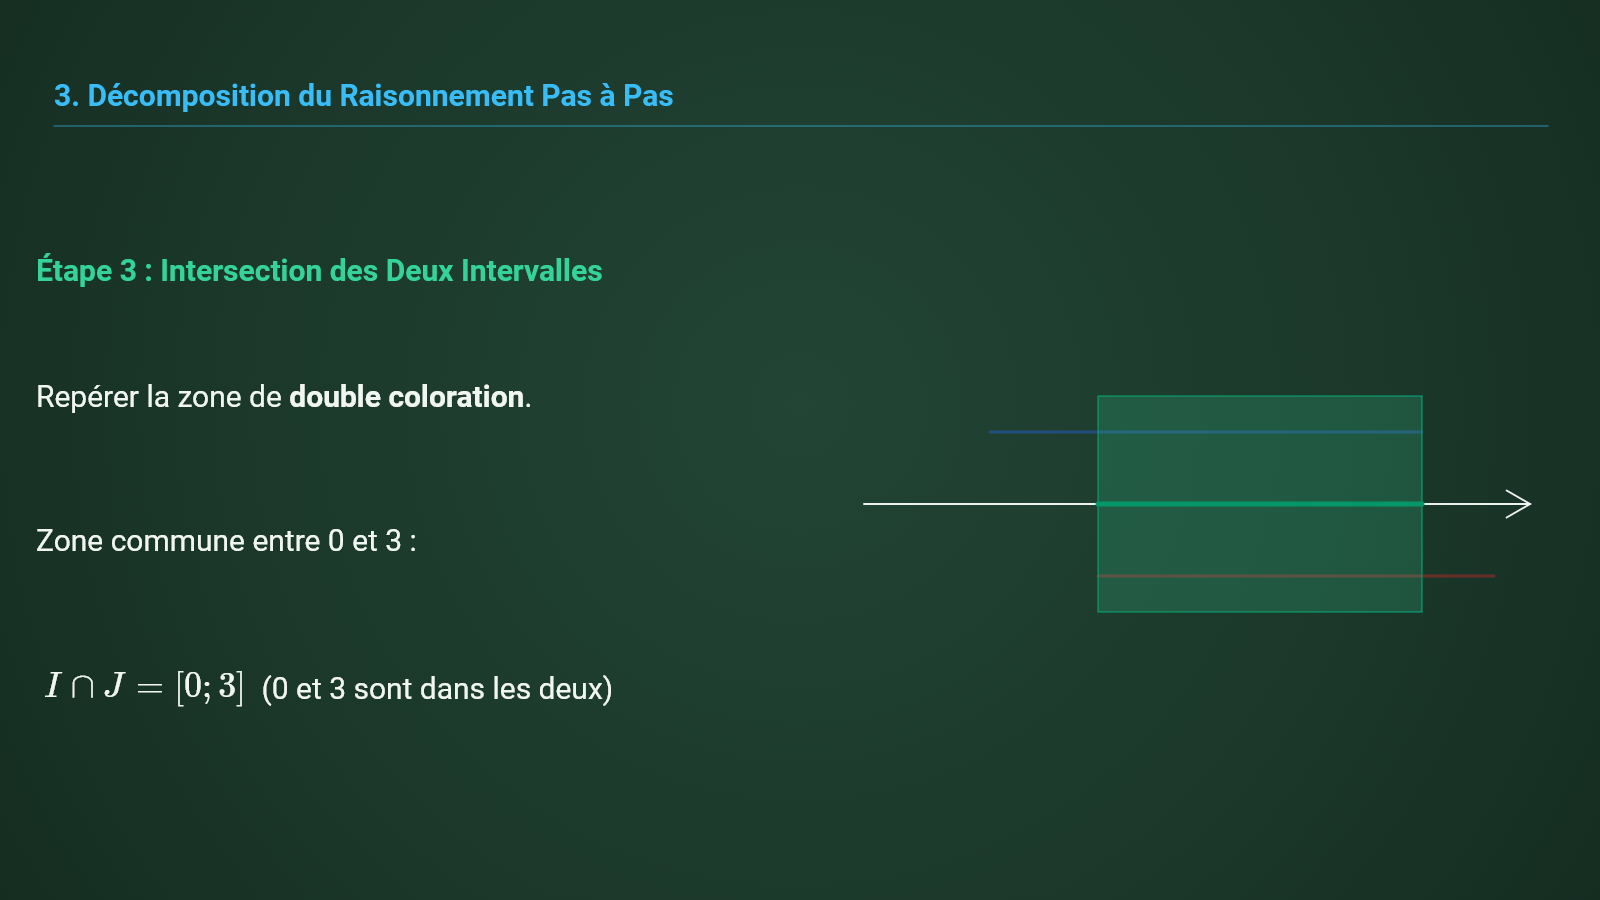 3. Décomposition du Raisonnement Pas à Pas
Étape 3 : Intersection des Deux Intervalles
Repérer la zone de double coloration.
Zone commune entre 0 et 3 :
I ∩ J = [0; 3] (0 et 3 sont dans les deux)